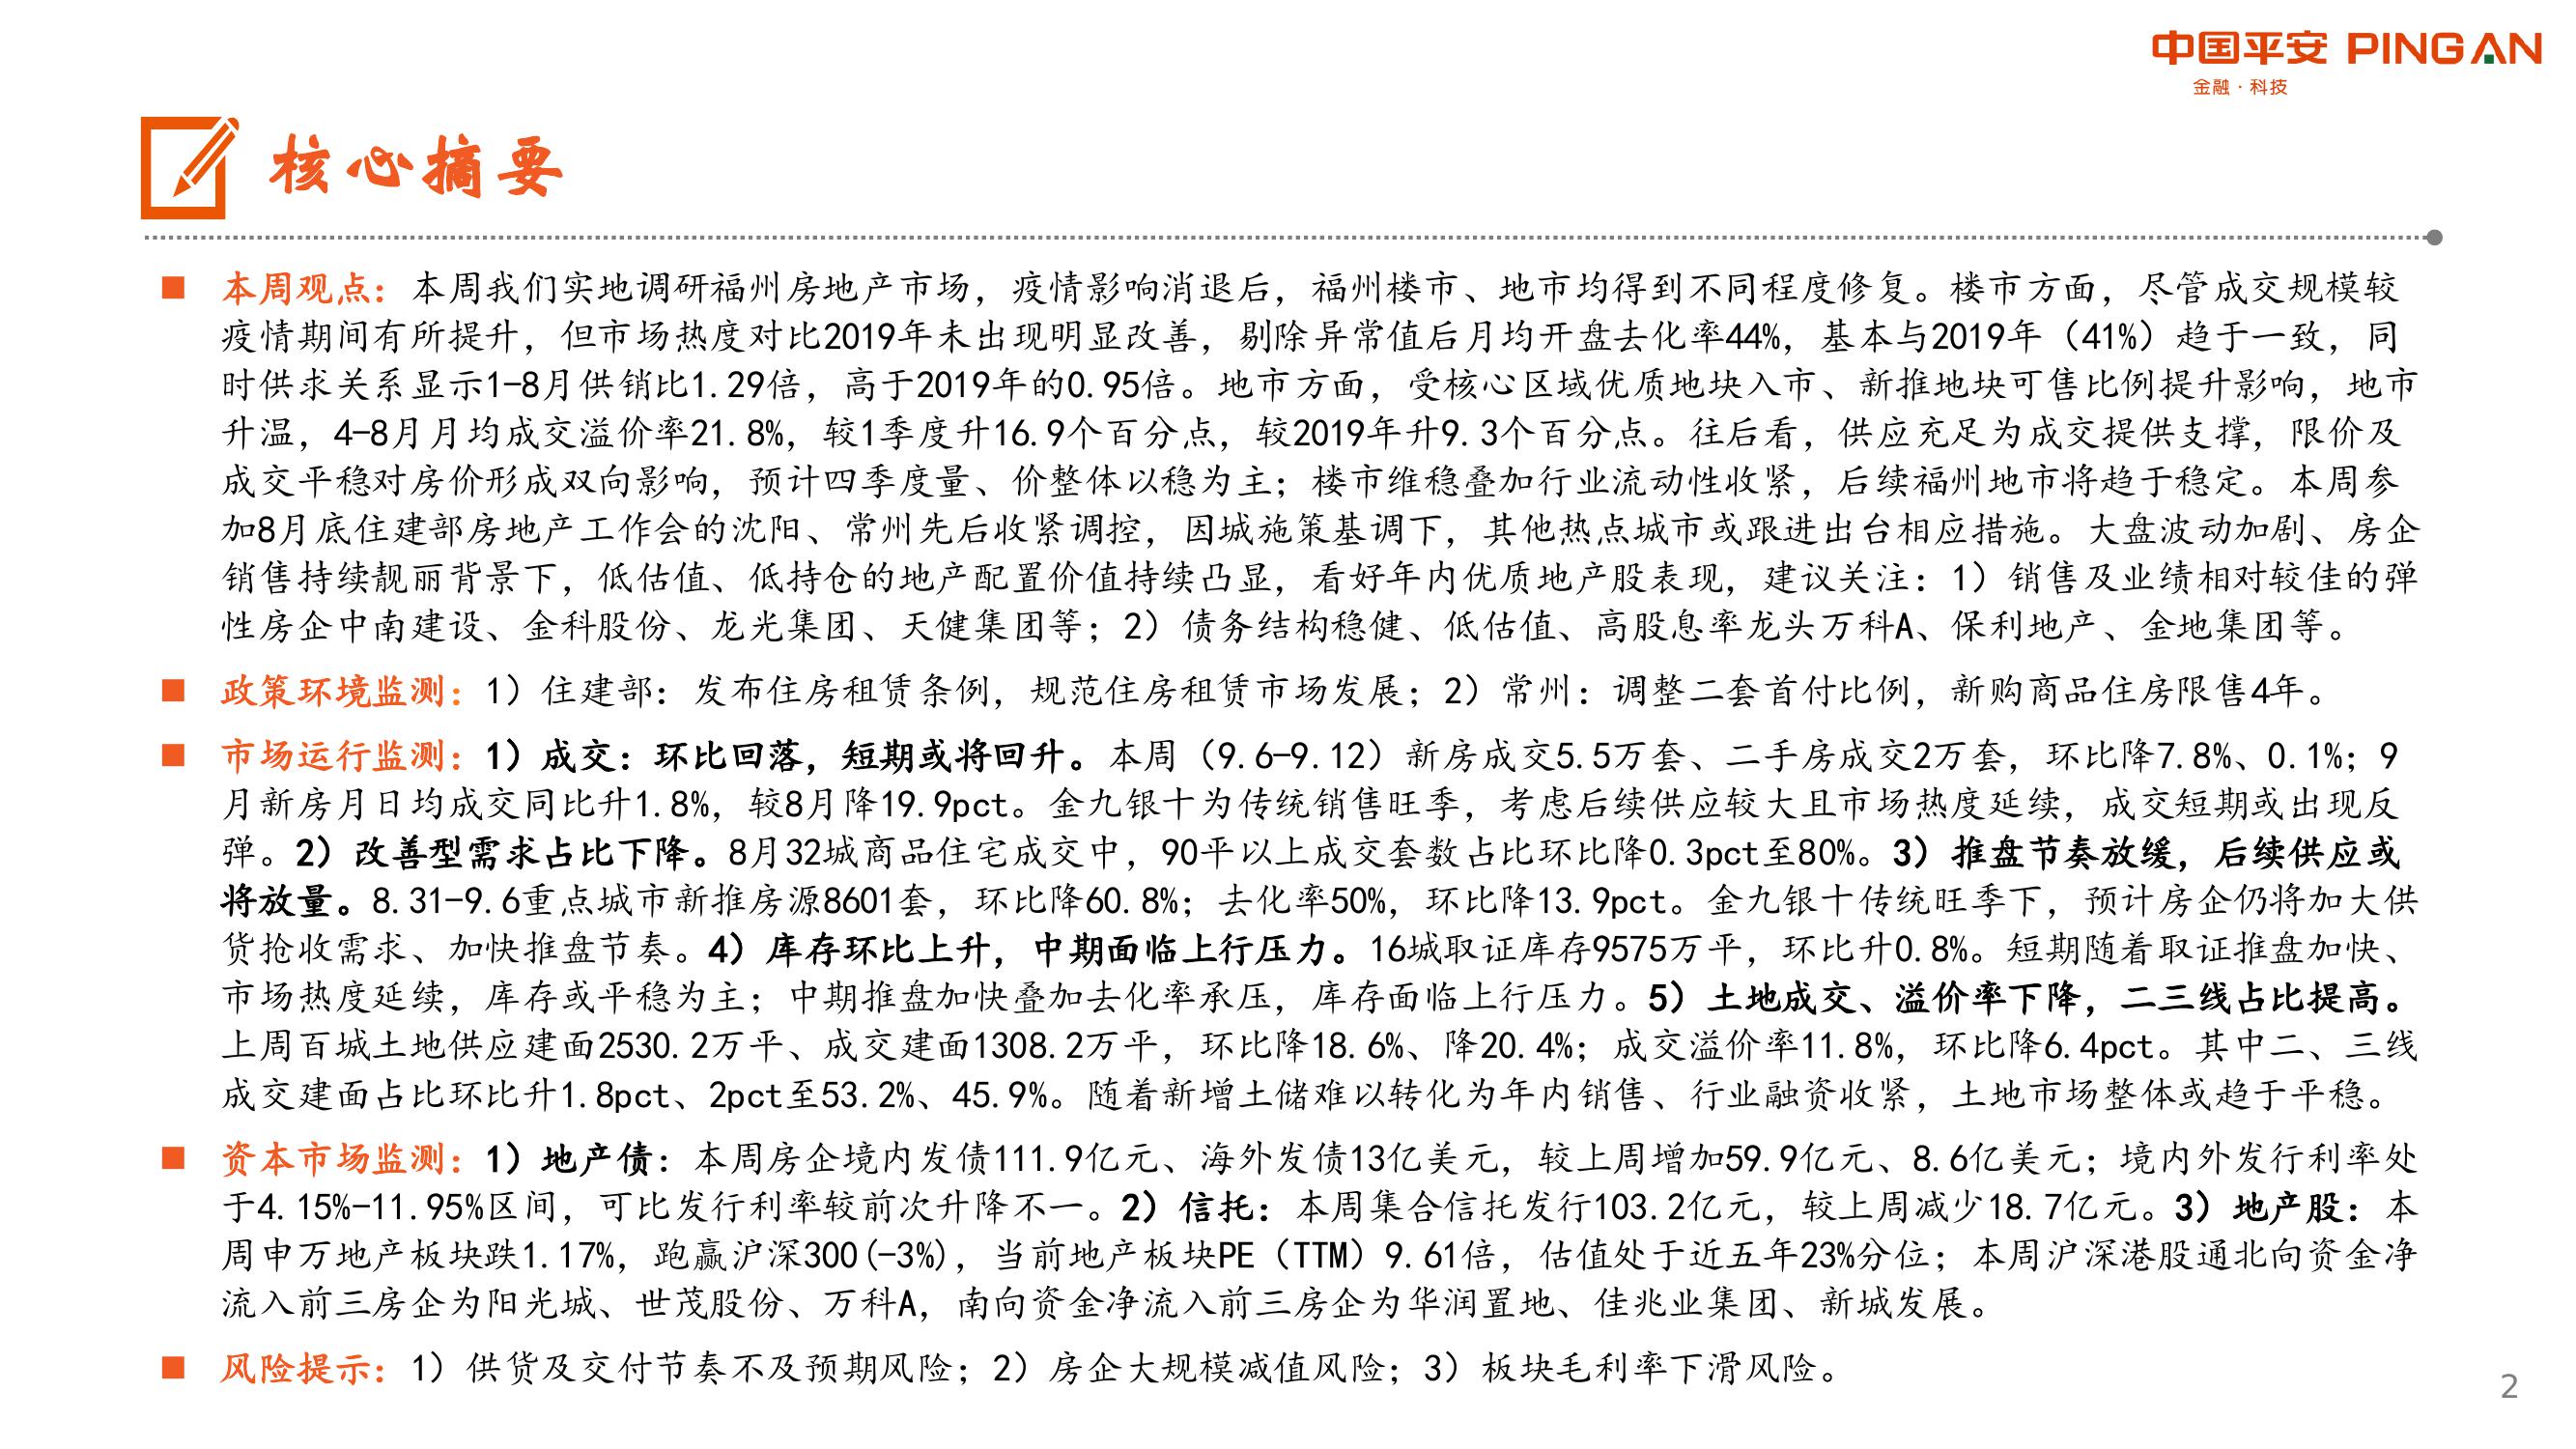 中国平安 PINGAN
金融·科技
核心摘要
■ 本周观点：本周我们实地调研福州房地产市场，疫情影响消退后，福州楼市、地市均得到不同程度修复。楼市方面，尽管成交规模较
疫情期间有所提升，但市场热度对比2019年未出现明显改善，剔除异常值后月均开盘去化率44%，基本与2019年（41%）趋于一致，同
时供求关系显示1-8月供销比1.29倍，高于2019年的0.95倍。地市方面，受核心区域优质地块入市、新推地块可售比例提升影响，地市
升温，4-8月月均成交溢价率21.8%，较1季度升16.9个百分点，较2019年升9.3个百分点。往后看，供应充足为成交提供支撑，限价及
成交平稳对房价形成双向影响，预计四季度量、价整体以稳为主；楼市维稳叠加行业流动性收紧，后续福州地市将趋于稳定。本周参
加8月底住建部房地产工作会的沈阳、常州先后收紧调控，因城施策基调下，其他热点城市或跟进出台相应措施。大盘波动加剧、房企
销售持续靓丽背景下，低估值、低持仓的地产配置价值持续凸显，看好年内优质地产股表现，建议关注：1）销售及业绩相对较佳的弹
性房企中南建设、金科股份、龙光集团、天健集团等；2）债务结构稳健、低估值、高股息率龙头万科A、保利地产、金地集团等。
■ 政策环境监测：1）住建部：发布住房租赁条例，规范住房租赁市场发展；2）常州：调整二套首付比例，新购商品住房限售4年。
■ 市场运行监测：1）成交：环比回落，短期或将回升。本周（9.6-9.12）新房成交5.5万套、二手房成交2万套，环比降7.8%、0.1%；9
月新房月日均成交同比升1.8%，较8月降19.9pct。金九银十为传统销售旺季，考虑后续供应较大且市场热度延续，成交短期或出现反
弹。2）改善型需求占比下降。8月32城商品住宅成交中，90平以上成交套数占比环比降0.3pct至80%。3）推盘节奏放缓，后续供应或
将放量。8.31-9.6重点城市新推房源8601套，环比降60.8%；去化率50%，环比降13.9pct。金九银十传统旺季下，预计房企仍将加大供
货抢收需求、加快推盘节奏。4）库存环比上升，中期面临上行压力。16城取证库存9575万平，环比升0.8%。短期随着取证推盘加快、
市场热度延续，库存或平稳为主；中期推盘加快叠加去化率承压，库存面临上行压力。5）土地成交、溢价率下降，二三线占比提高。
上周百城土地供应建面2530.2万平、成交建面1308.2万平，环比降18.6%、降20.4%；成交溢价率11.8%，环比降6.4pct。其中二、三线
成交建面占比环比升1.8pct、2pct至53.2%、45.9%。随着新增土储难以转化为年内销售、行业融资收紧，土地市场整体或趋于平稳。
■ 资本市场监测：1）地产债：本周房企境内发债111.9亿元、海外发债13亿美元，较上周增加59.9亿元、8.6亿美元；境内外发行利率处
于4.15%-11.95%区间，可比发行利率较前次升降不一。2）信托：本周集合信托发行103.2亿元，较上周减少18.7亿元。3）地产股：本
周申万地产板块跌1.17%，跑赢沪深300(-3%)，当前地产板块PE（TTM）9.61倍，估值处于近五年23%分位；本周沪深港股通北向资金净
流入前三房企为阳光城、世茂股份、万科A，南向资金净流入前三房企为华润置地、佳兆业集团、新城发展。
■ 风险提示：1）供货及交付节奏不及预期风险；2）房企大规模减值风险；3）板块毛利率下滑风险。
2